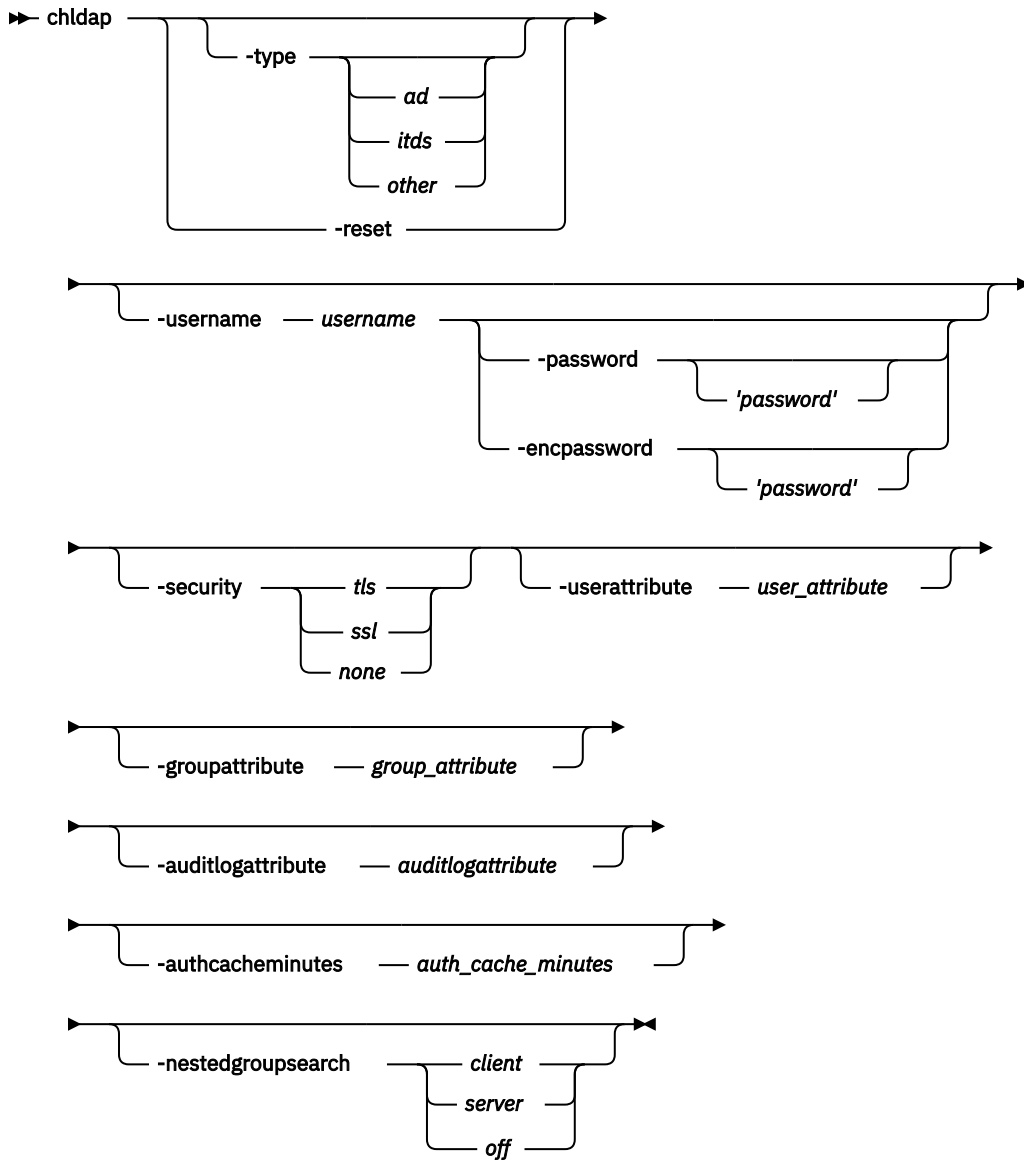 chldap
-type
ad
itds
other
-reset
-username username
-password
'password'
-encpassword
'password'
-security tls -userattribute user_attribute
ssl
none
-groupattribute group_attribute
-auditlogattribute auditlogattribute
-authcacheminutes auth_cache_minutes
-nestedgroupsearch client
server
off